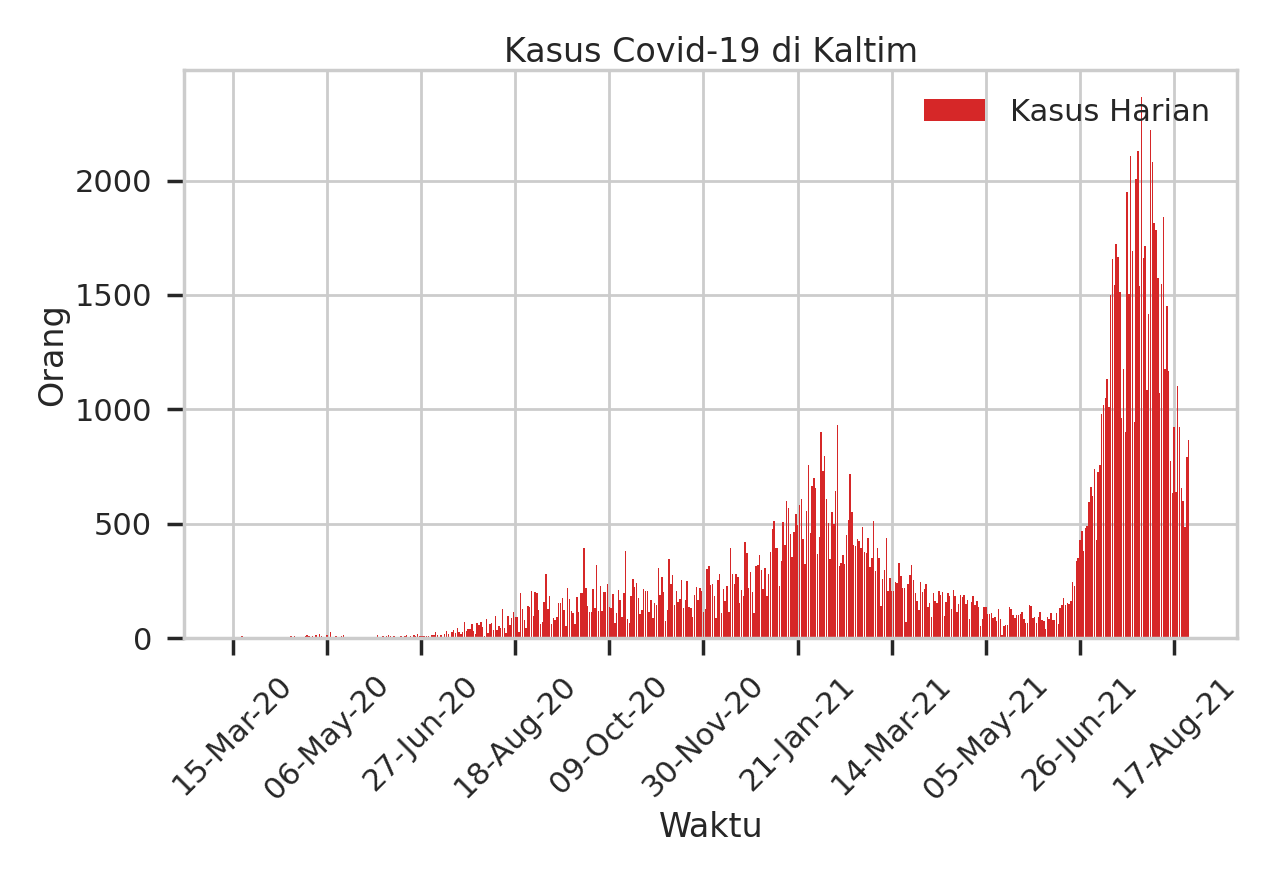 Kasus Covid-19 di Kaltim
Kasus Harian
Orang
2000
1500
1000
500
0
15-Mar-20
06-May-20
27-Jun-20
18-Aug-20
09-Oct-20
30-Nov-20
21-Jan-21
14-Mar-21
05-May-21
26-Jun-21
17-Aug-21
Waktu